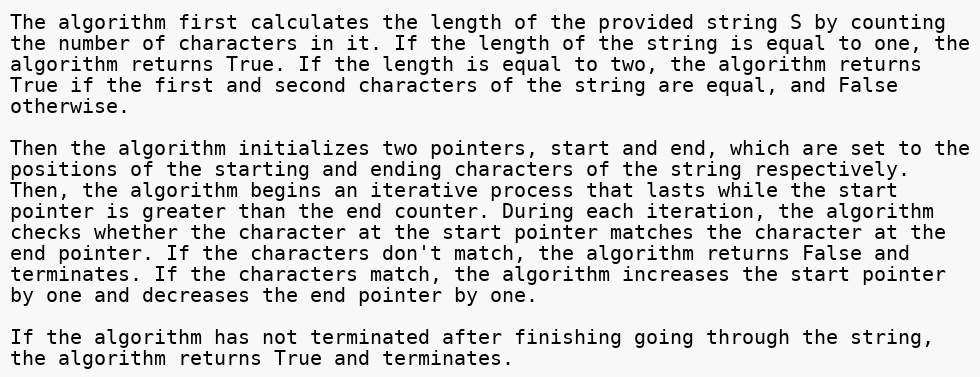 The algorithm first calculates the length of the provided string S by counting
the number of characters in it. If the length of the string is equal to one, the
algorithm returns True. If the length is equal to two, the algorithm returns
True if the first and second characters of the string are equal, and False
otherwise.
Then the algorithm initializes two pointers, start and end, which are set to the
positions of the starting and ending characters of the string respectively.
Then, the algorithm begins an iterative process that lasts while the start
pointer is greater than the end counter. During each iteration, the algorithm
checks whether the character at the start pointer matches the character at the
end pointer. If the characters don't match, the algorithm returns False and
terminates. If the characters match, the algorithm increases the start pointer
by one and decreases the end pointer by one.
If the algorithm has not terminated after finishing going through the string,
the algorithm returns True and terminates.